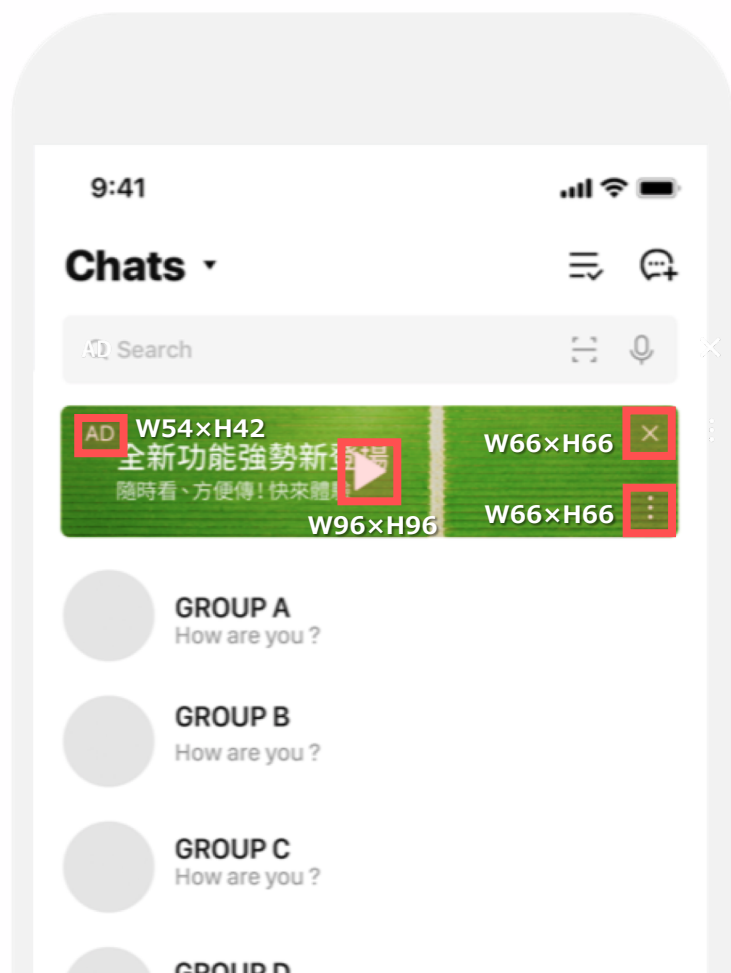 9:41
Chats
AD Search
AD W54×H42
全新功能強勢新登場
隨時看、方便傳！快來體驗
W66×H66
W96×H96
W66×H66
GROUP A
How are you ?
GROUP B
How are you ?
GROUP C
How are you ?
GROUP D